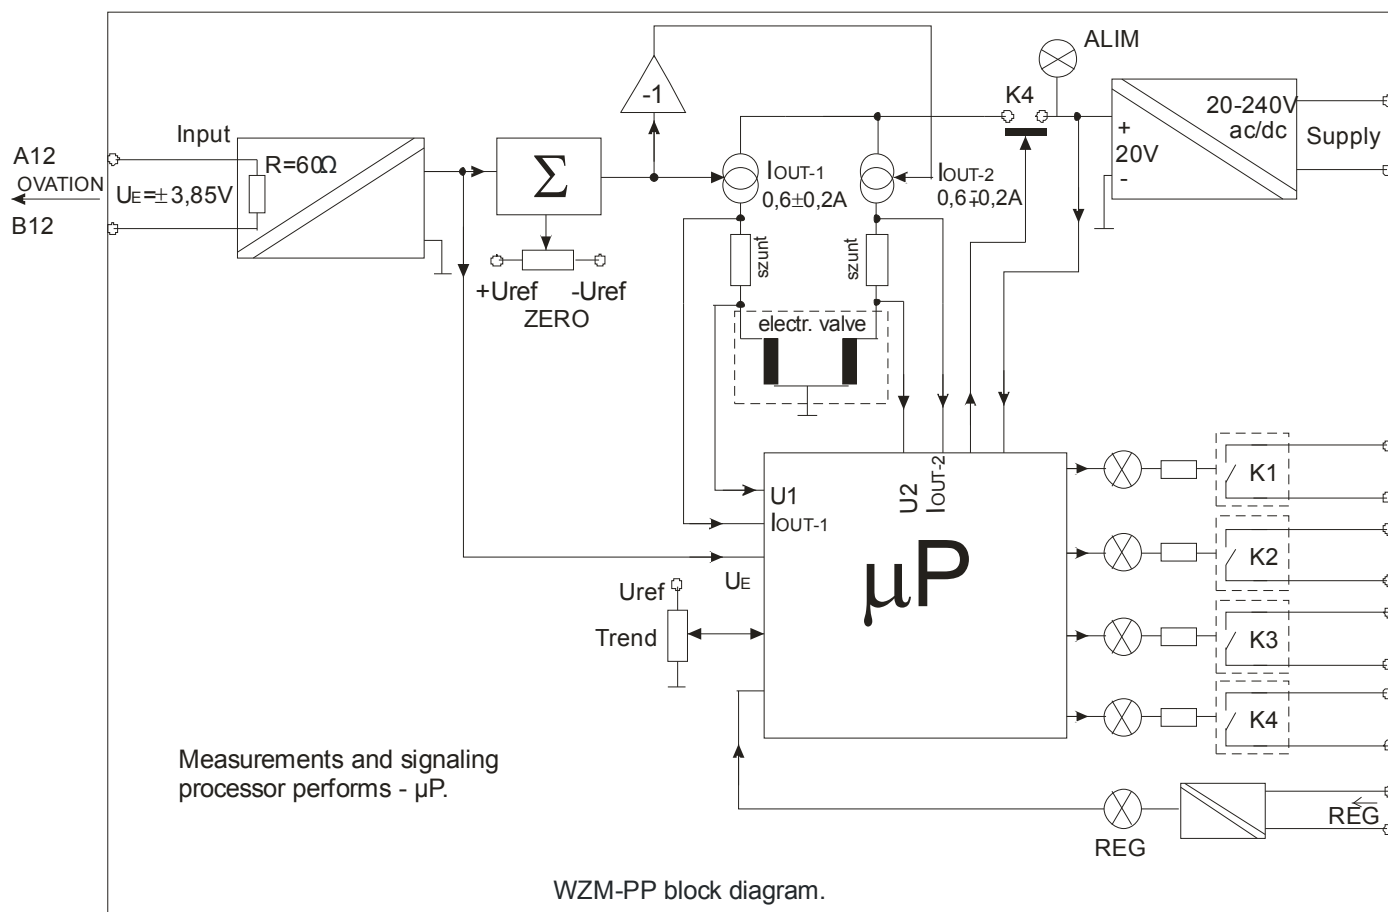 ALIM
K4
-1
20-240V
ac/dc
Supply
+
20V
-
Input
A12
R=60Ω
OVATION
UE=±3,85V
B12
Σ
IOUT-1
0,6±0,2A
IOUT-2
0,6∓0,2A
szunt
szunt
+Uref
-Uref
ZERO
electr. valve
U1
IOUT-1
U2
IOUT-2
K1
µP
K2
UE
Uref
Trend
K3
K4
Measurements and signaling
processor performs - µP.
REG
REG
WZM-PP block diagram.